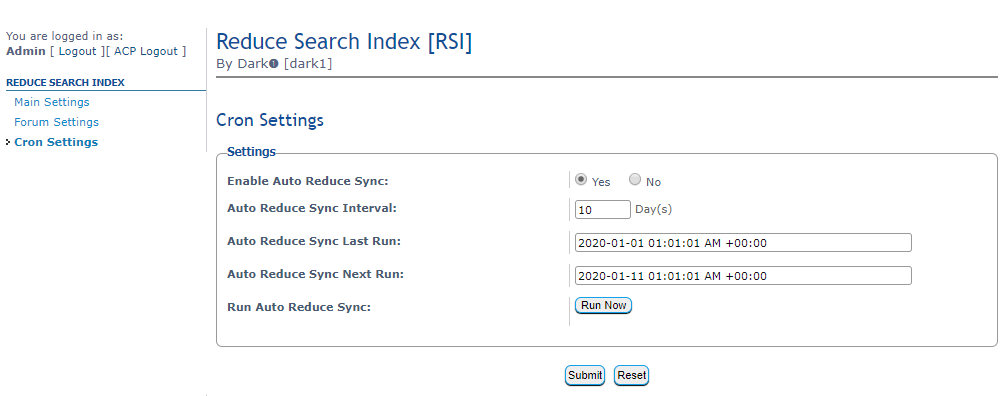 You are logged in as:
Admin [ Logout ][ ACP Logout ]
REDUCE SEARCH INDEX
Main Settings
Forum Settings
Cron Settings
Reduce Search Index [RSI]
By Dark❶ [dark1]
Cron Settings
Settings
Enable Auto Reduce Sync: Yes No
Auto Reduce Sync Interval: 10 Day(s)
Auto Reduce Sync Last Run: 2020-01-01 01:01:01 AM +00:00
Auto Reduce Sync Next Run: 2020-01-11 01:01:01 AM +00:00
Run Auto Reduce Sync: Run Now
Submit Reset